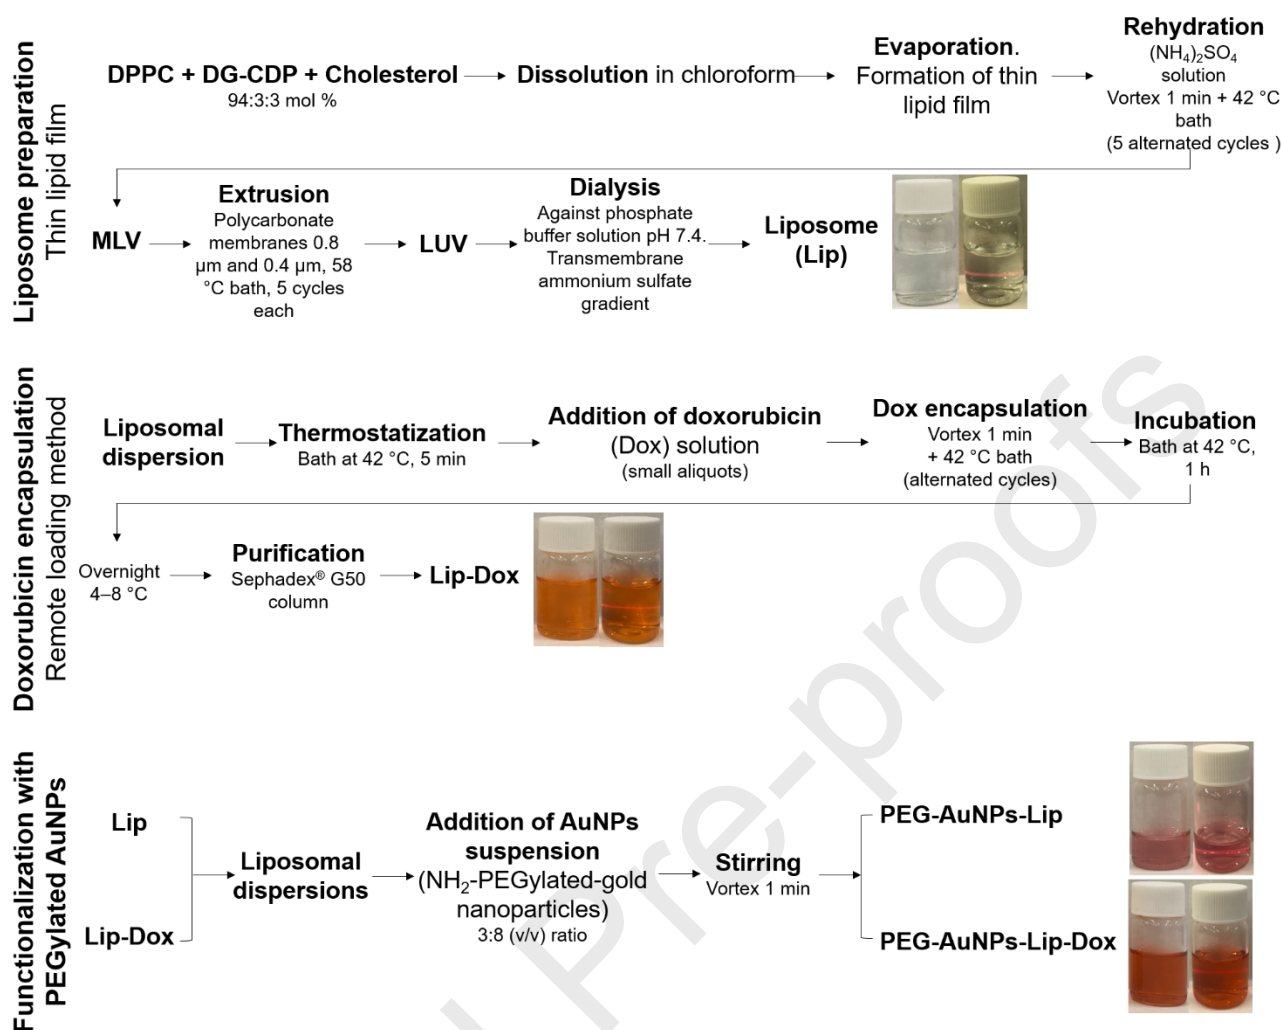 Liposome preparation
Thin lipid film
DPPC + DG-CDP + Cholesterol
94:3:3 mol %
Dissolution in chloroform
Evaporation.
Formation of thin
lipid film
Rehydration
(NH₄)₂SO₄
solution
Vortex 1 min + 42 °C
bath
(5 alternated cycles )
MLV
Extrusion
Polycarbonate
membranes 0.8
µm and 0.4 µm, 58
°C bath, 5 cycles
each
LUV
Dialysis
Against phosphate
buffer solution pH 7.4.
Transmembrane
ammonium sulfate
gradient
Liposome
(Lip)
Doxorubicin encapsulation
Remote loading method
Liposomal
dispersion
Thermostatization
Bath at 42 °C, 5 min
Addition of doxorubicin
(Dox) solution
(small aliquots)
Dox encapsulation
Vortex 1 min
+ 42 °C bath
(alternated cycles)
Incubation
Bath at 42 °C,
1 h
Overnight
4–8 °C
Purification
Sephadex® G50
column
Lip-Dox
Functionalization with
PEGylated AuNPs
Lip
Lip-Dox
Liposomal
dispersions
Addition of AuNPs
suspension
(NH₂-PEGylated-gold
nanoparticles)
3:8 (v/v) ratio
Stirring
Vortex 1 min
PEG-AuNPs-Lip
PEG-AuNPs-Lip-Dox
Pre-proofs